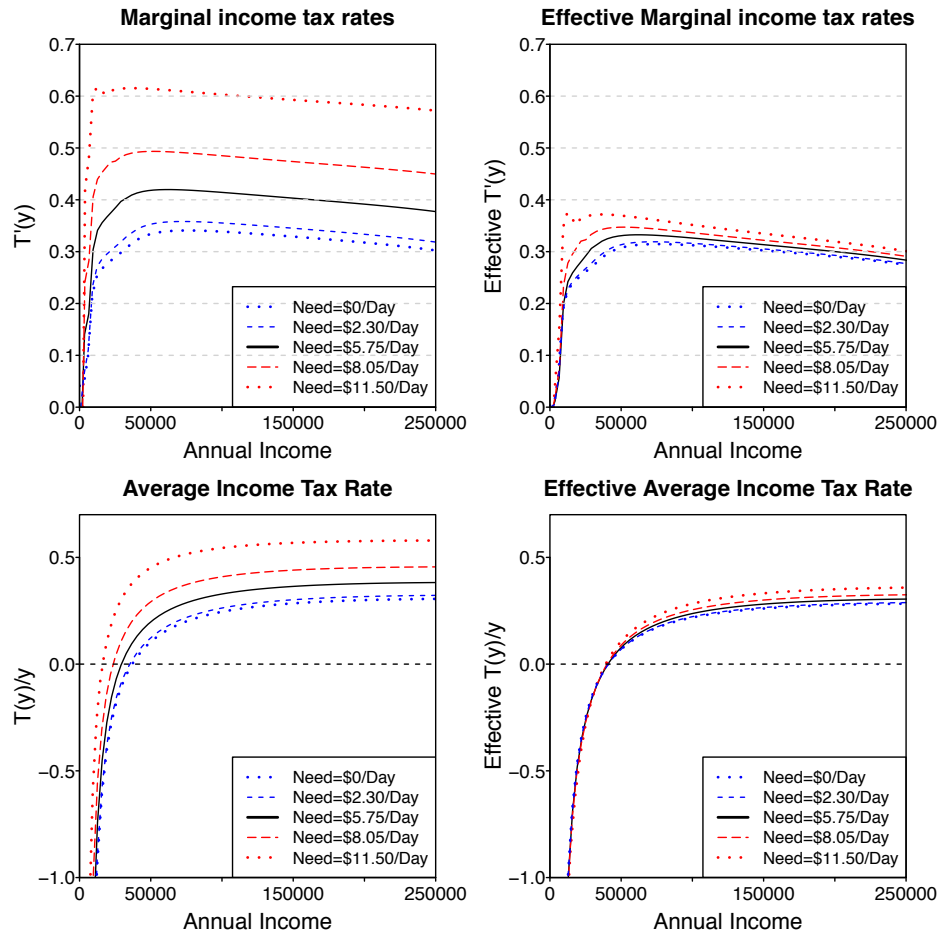 Marginal income tax rates
T'(y)
0.7
0.6
0.5
0.4
0.3
0.2
0.1
0.0
0 50000 150000 250000
Annual Income
Need=$0/Day
Need=$2.30/Day
Need=$5.75/Day
Need=$8.05/Day
Need=$11.50/Day
Effective Marginal income tax rates
Effective T'(y)
0.7
0.6
0.5
0.4
0.3
0.2
0.1
0.0
0 50000 150000 250000
Annual Income
Need=$0/Day
Need=$2.30/Day
Need=$5.75/Day
Need=$8.05/Day
Need=$11.50/Day
Average Income Tax Rate
T(y)/y
0.5
0.0
−0.5
−1.0
0 50000 150000 250000
Annual Income
Need=$0/Day
Need=$2.30/Day
Need=$5.75/Day
Need=$8.05/Day
Need=$11.50/Day
Effective Average Income Tax Rate
Effective T(y)/y
0.5
0.0
−0.5
−1.0
0 50000 150000 250000
Annual Income
Need=$0/Day
Need=$2.30/Day
Need=$5.75/Day
Need=$8.05/Day
Need=$11.50/Day